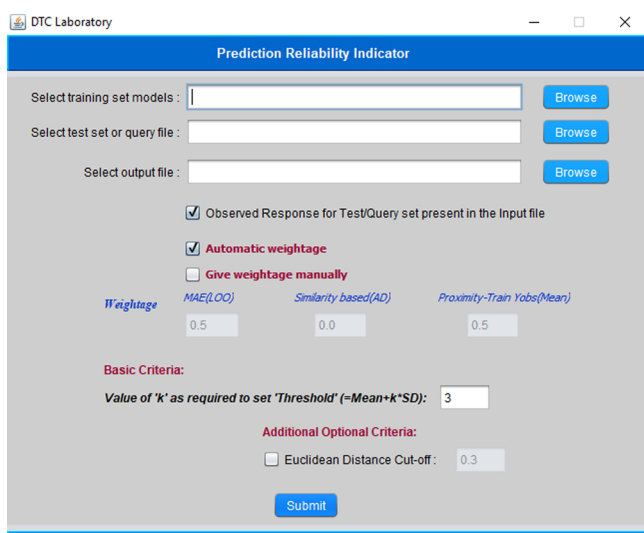 DTC Laboratory
Prediction Reliability Indicator
Select training set models : Browse
Select test set or query file : Browse
Select output file : Browse
Observed Response for Test/Query set present in the Input file
Automatic weightage
Give weightage manually
Weightage MAE(LOO) Similarity based(AD) Proximity-Train Yobs(Mean)
0.5 0.0 0.5
Basic Criteria:
Value of 'k' as required to set 'Threshold' (=Mean+k*SD): 3
Additional Optional Criteria:
Euclidean Distance Cut-off : 0.3
Submit